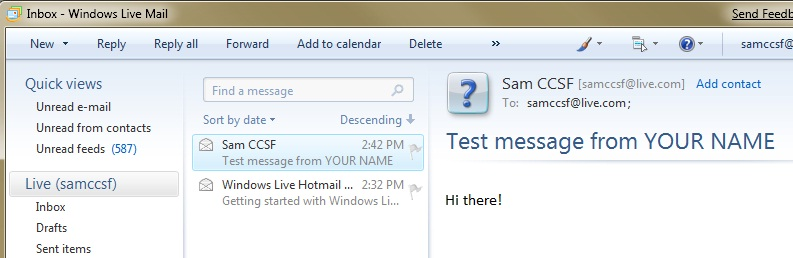 Inbox - Windows Live Mail
Send Feedb
New Reply Reply all Forward Add to calendar Delete » samccsf@
Quick views
Unread e-mail
Unread from contacts
Unread feeds (587)
Live (samccsf)
Inbox
Drafts
Sent items
Find a message
Sort by date Descending
Sam CCSF 2:42 PM
Test message from YOUR NAME
Windows Live Hotmail ... 2:32 PM
Getting started with Windows Li...
Sam CCSF [samccsf@live.com] Add contact
To: samccsf@live.com;
Test message from YOUR NAME
Hi there!